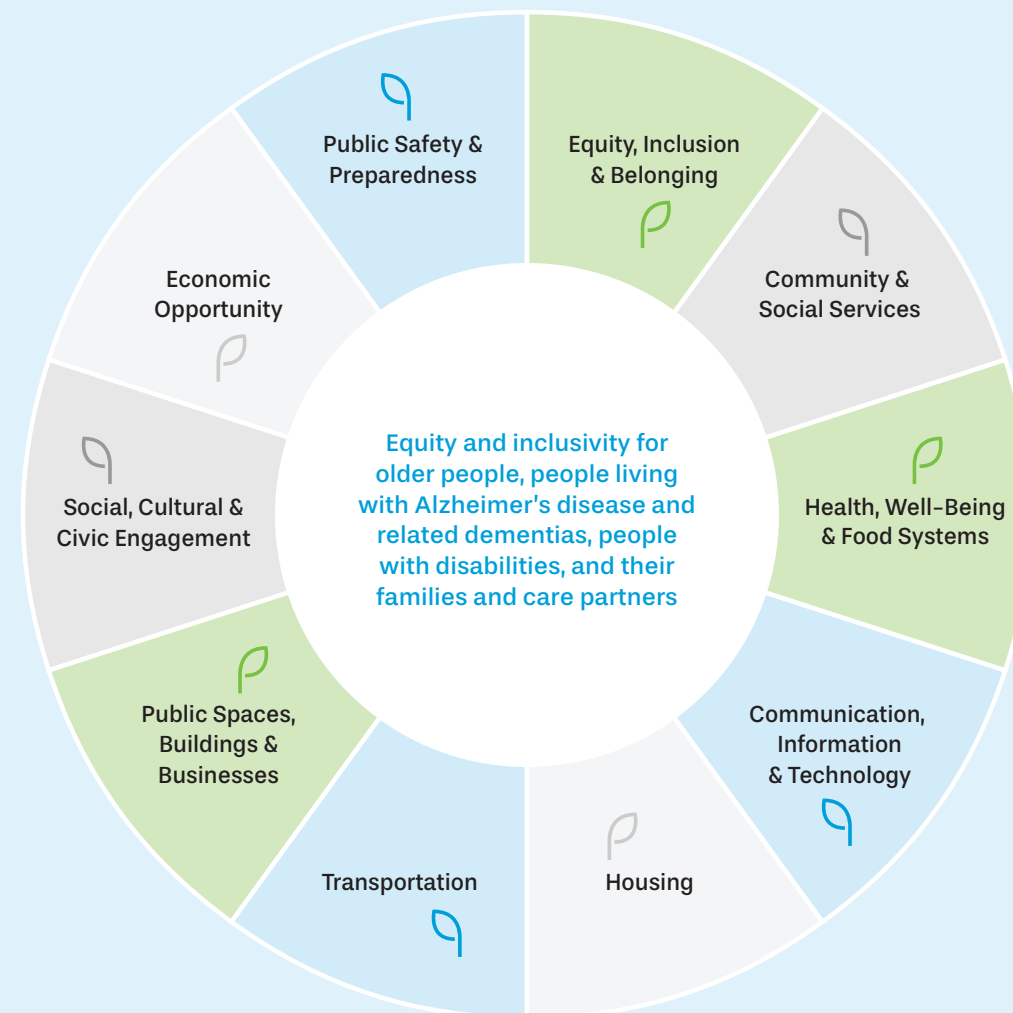 Public Safety &
Preparedness
Equity, Inclusion
& Belonging
Community &
Social Services
Health, Well-Being
& Food Systems
Communication,
Information
& Technology
Housing
Transportation
Public Spaces,
Buildings &
Businesses
Social, Cultural &
Civic Engagement
Economic
Opportunity
Equity and inclusivity for
older people, people living
with Alzheimer's disease and
related dementias, people
with disabilities, and their
families and care partners